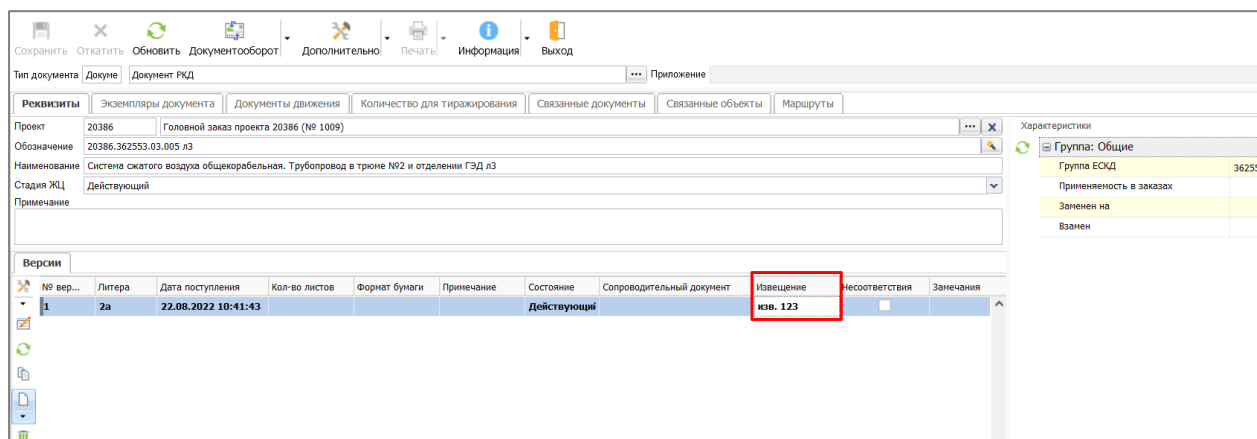 Сохранить Откатить Обновить Документооборот Дополнительно Печать Информация Выход
Тип документа Докуме Документ РКД ... Приложение
Реквизиты Экземпляры документа Документы движения Количество для тиражирования Связанные документы Связанные объекты Маршруты
Проект 20386 Головной заказ проекта 20386 (№ 1009) ... Характеристики
Обозначение 20386.362553.03.005 л3 Группа: Общие
Наименование Система сжатого воздуха общекорабельная. Трубопровод в трюме №2 и отделении ГЭД л3 Группа ЕСКД 36255
Стадия ЖЦ Действующий Применяемость в заказах
Примечание Заменен на
Взамен
Версии
№ вер... Литера Дата поступления Кол-во листов Формат бумаги Примечание Состояние Сопроводительный документ Извещение Несоответствия Замечания
1 2а 22.08.2022 10:41:43 Действующий изв. 123